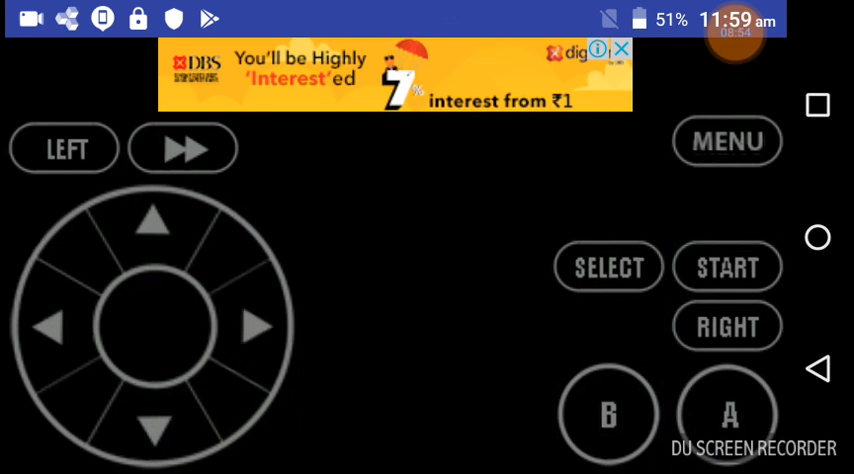 51% 11:59 am
08:54
DBS
You'll be Highly
'Interest'ed
7%
interest from ₹1
dig
LEFT
MENU
SELECT
START
RIGHT
B
A
DU SCREEN RECORDER